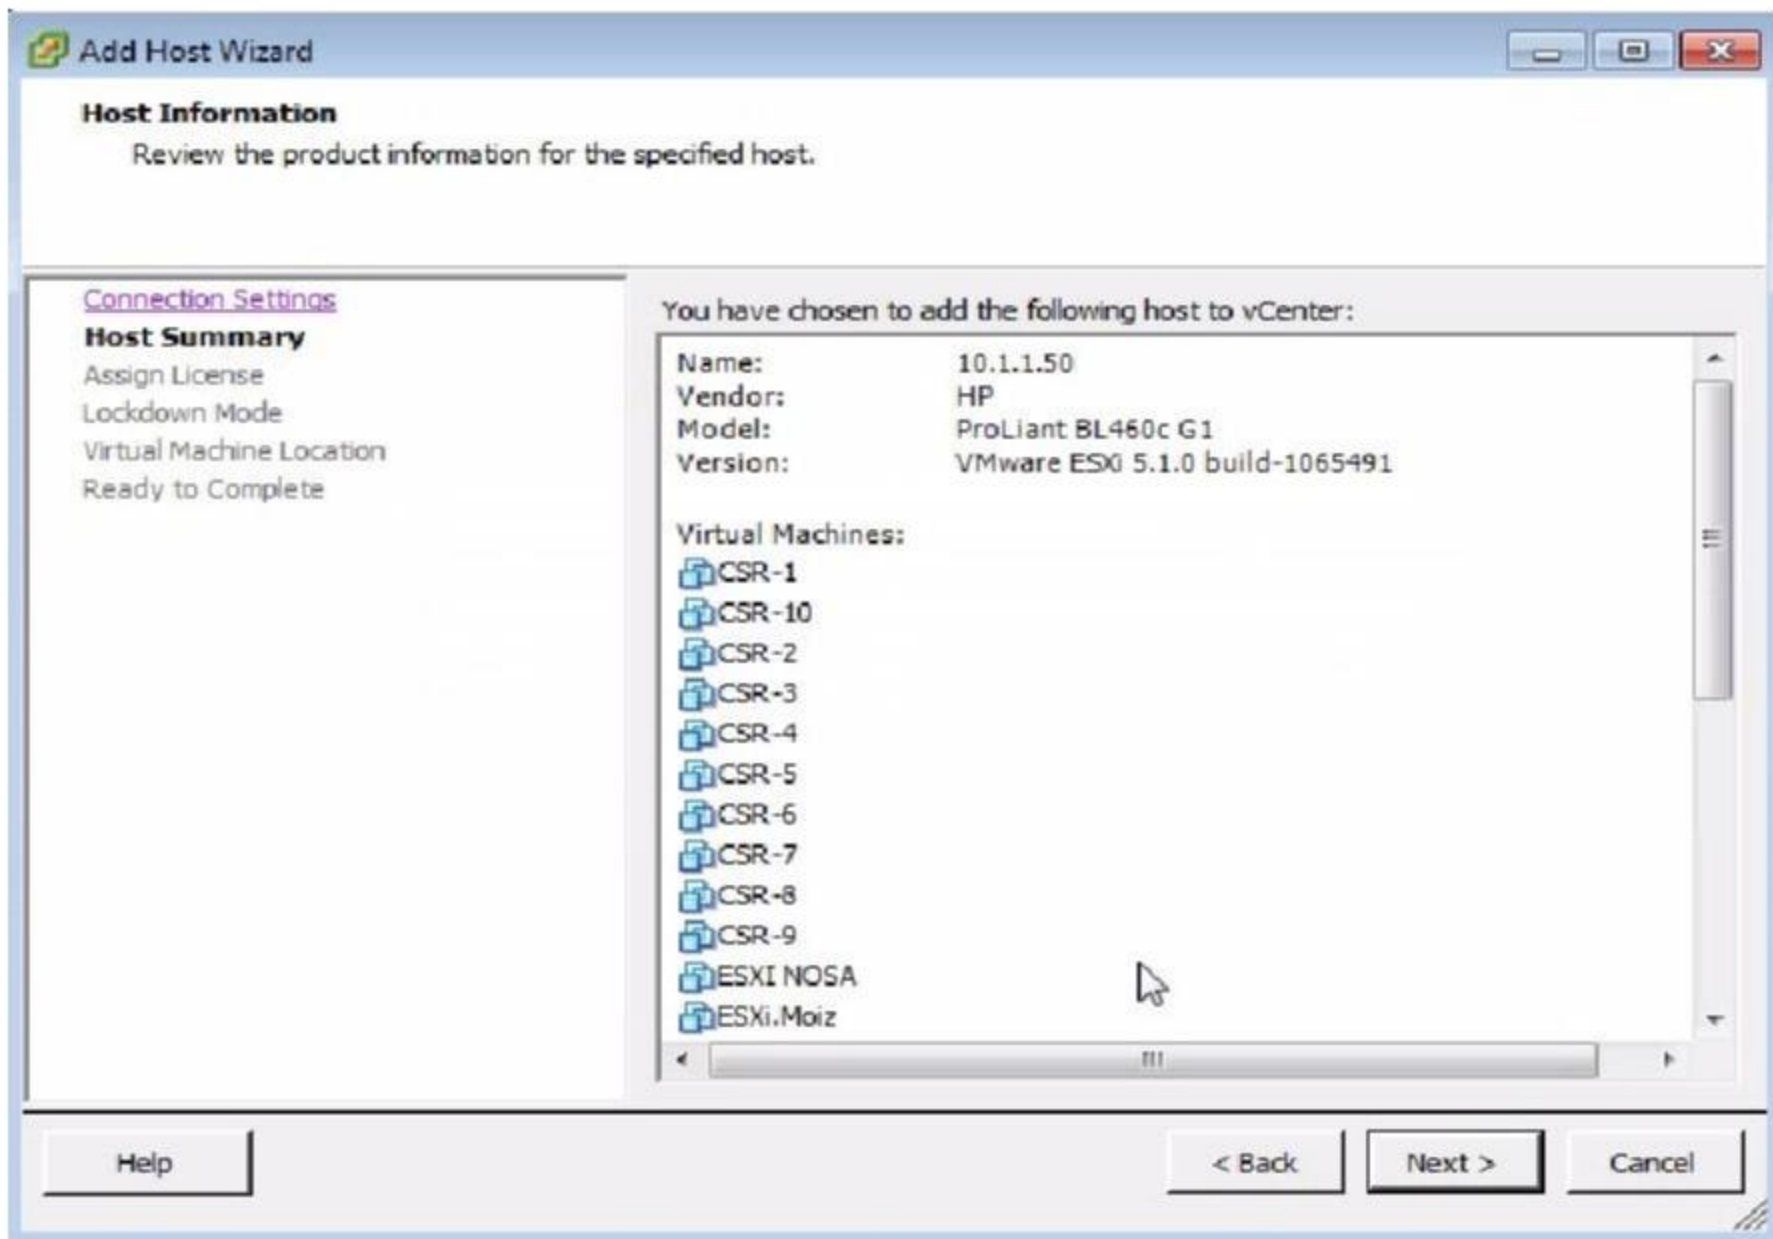 Add Host Wizard
Host Information
Review the product information for the specified host.
Connection Settings
Host Summary
Assign License
Lockdown Mode
Virtual Machine Location
Ready to Complete
You have chosen to add the following host to vCenter:
Name: 10.1.1.50
Vendor: HP
Model: ProLiant BL460c G1
Version: VMware ESXi 5.1.0 build-1065491
Virtual Machines:
CSR-1
CSR-10
CSR-2
CSR-3
CSR-4
CSR-5
CSR-6
CSR-7
CSR-8
CSR-9
ESXI NOSA
ESXi.Moiz
Help
< Back
Next >
Cancel